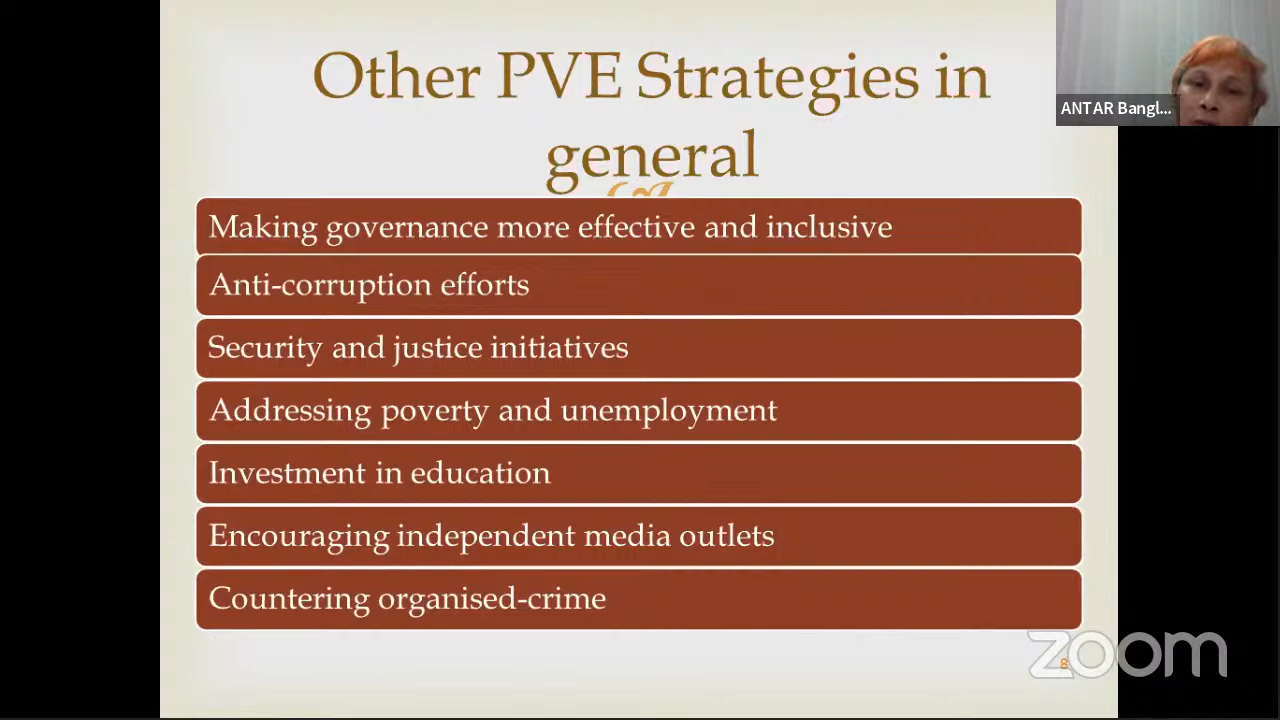 Other PVE Strategies in
general
ANTAR Bangl...
Making governance more effective and inclusive
Anti-corruption efforts
Security and justice initiatives
Addressing poverty and unemployment
Investment in education
Encouraging independent media outlets
Countering organised-crime
8
zoom